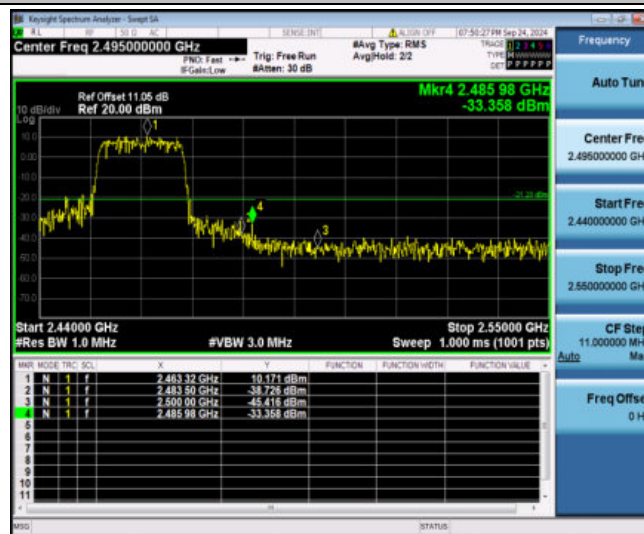 Keysight Spectrum Analyzer - Swept SA
RL RF 50 Ω AC SENSE:INT ALIGN OFF 07:50:27 PM Sep 24, 2024
Center Freq 2.495000000 GHz
PNO: Fast
IFGain:Low
Trig: Free Run
#Atten: 30 dB
#Avg Type: RMS
Avg|Hold: 2/2
TRACE 1 2 3 4 5 6
TYPE M W W W W W
DET P P P P P P
Ref Offset 11.05 dB
10 dB/div Ref 20.00 dBm
Log
Mkr4 2.485 98 GHz
-33.358 dBm
10.0
0.00
-10.0
-20.0
-30.0
-40.0
-50.0
-60.0
-70.0
1
4
3
-21.23 dBm
Start 2.44000 GHz
#Res BW 1.0 MHz
#VBW 3.0 MHz
Stop 2.55000 GHz
Sweep 1.000 ms (1001 pts)
MKR MODE TRC SCL X Y FUNCTION FUNCTION WIDTH FUNCTION VALUE
1 N 1 f 2.463 32 GHz 10.171 dBm
2 N 1 f 2.483 50 GHz -38.726 dBm
3 N 1 f 2.500 00 GHz -45.416 dBm
4 N 1 f 2.485 98 GHz -33.358 dBm
5
6
7
8
9
10
11
MSG STATUS
Frequency
Auto Tun
Center Fre
2.495000000 GH
Start Fre
2.440000000 GH
Stop Fre
2.550000000 GH
CF Step
11.000000 MH
Auto Ma
Freq Offse
0 H